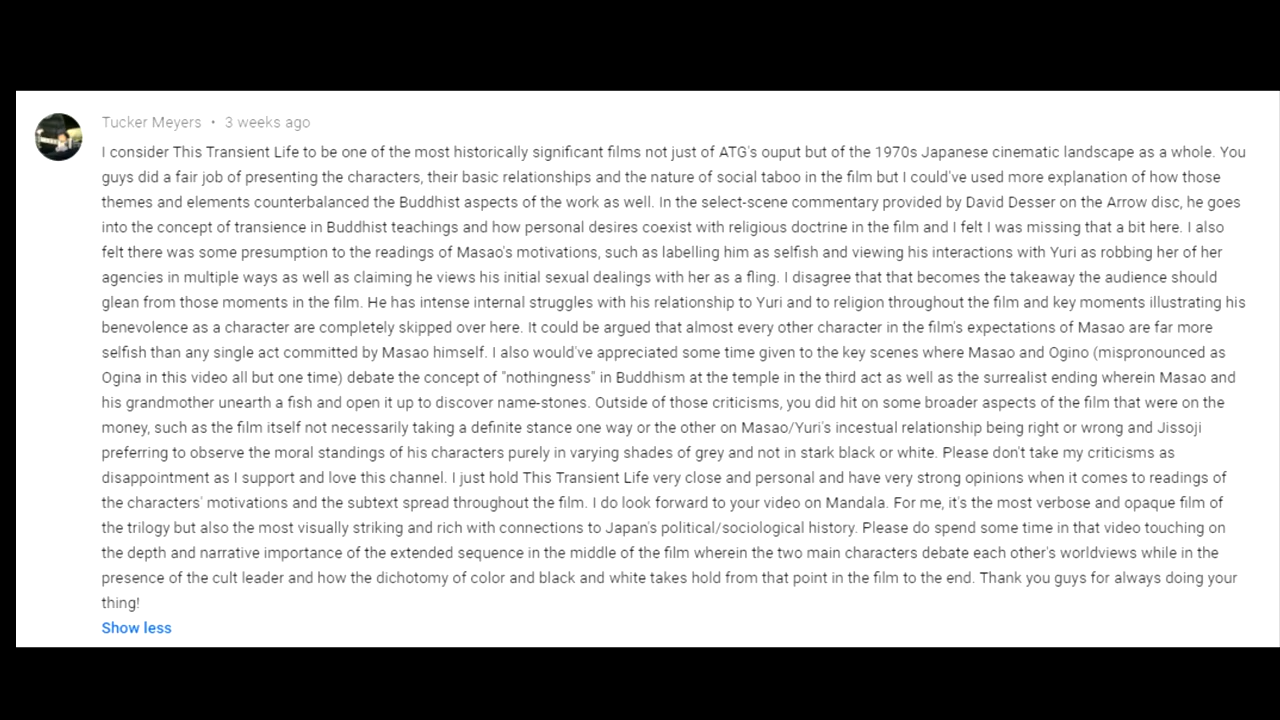 Tucker Meyers • 3 weeks ago
I consider This Transient Life to be one of the most historically significant films not just of ATG's ouput but of the 1970s Japanese cinematic landscape as a whole. You
guys did a fair job of presenting the characters, their basic relationships and the nature of social taboo in the film but I could've used more explanation of how those
themes and elements counterbalanced the Buddhist aspects of the work as well. In the select-scene commentary provided by David Desser on the Arrow disc, he goes
into the concept of transience in Buddhist teachings and how personal desires coexist with religious doctrine in the film and I felt I was missing that a bit here. I also
felt there was some presumption to the readings of Masao's motivations, such as labelling him as selfish and viewing his interactions with Yuri as robbing her of her
agencies in multiple ways as well as claiming he views his initial sexual dealings with her as a fling. I disagree that that becomes the takeaway the audience should
glean from those moments in the film. He has intense internal struggles with his relationship to Yuri and to religion throughout the film and key moments illustrating his
benevolence as a character are completely skipped over here. It could be argued that almost every other character in the film's expectations of Masao are far more
selfish than any single act committed by Masao himself. I also would've appreciated some time given to the key scenes where Masao and Ogino (mispronounced as
Ogina in this video all but one time) debate the concept of "nothingness" in Buddhism at the temple in the third act as well as the surrealist ending wherein Masao and
his grandmother unearth a fish and open it up to discover name-stones. Outside of those criticisms, you did hit on some broader aspects of the film that were on the
money, such as the film itself not necessarily taking a definite stance one way or the other on Masao/Yuri's incestual relationship being right or wrong and Jissoji
preferring to observe the moral standings of his characters purely in varying shades of grey and not in stark black or white. Please don't take my criticisms as
disappointment as I support and love this channel. I just hold This Transient Life very close and personal and have very strong opinions when it comes to readings of
the characters' motivations and the subtext spread throughout the film. I do look forward to your video on Mandala. For me, it's the most verbose and opaque film of
the trilogy but also the most visually striking and rich with connections to Japan's political/sociological history. Please do spend some time in that video touching on
the depth and narrative importance of the extended sequence in the middle of the film wherein the two main characters debate each other's worldviews while in the
presence of the cult leader and how the dichotomy of color and black and white takes hold from that point in the film to the end. Thank you guys for always doing your
thing!
Show less